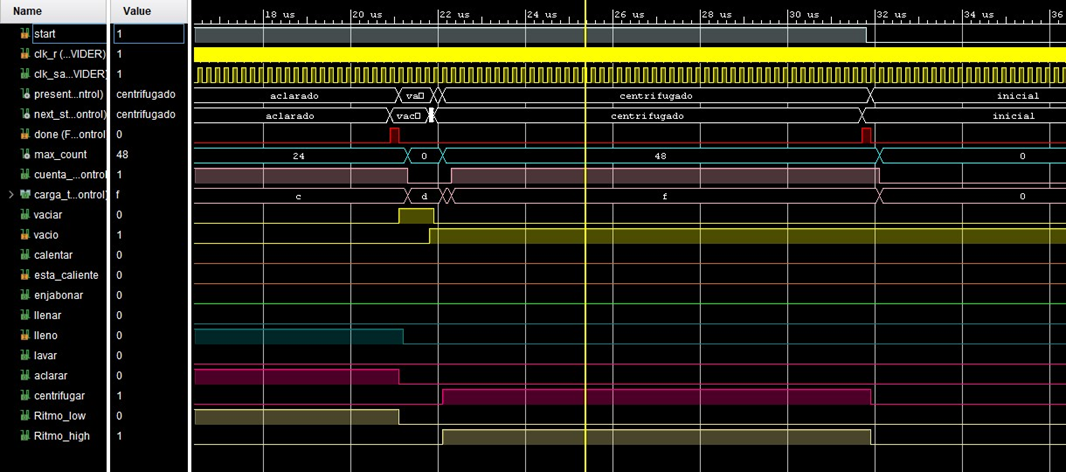 Name Value
18 us 20 us 22 us 24 us 26 us 28 us 30 us 32 us 34 us 36
start 1
clk_r (...VIDER) 1
clk_sa...VIDER) 1
present...ntrol) centrifugado aclarado va centrifugado inicial
next_st...ontrol) centrifugado aclarado vac centrifugado inicial
done (F...ontrol 0
max_count 48 24 0 48 0
cuenta_...ontrol 1
carga_t...ontrol) f c d f 0
vaciar 0
vacio 1
calentar 0
esta_caliente 0
enjabonar 0
llenar 0
lleno 0
lavar 0
aclarar 0
centrifugar 1
Ritmo_low 0
Ritmo_high 1